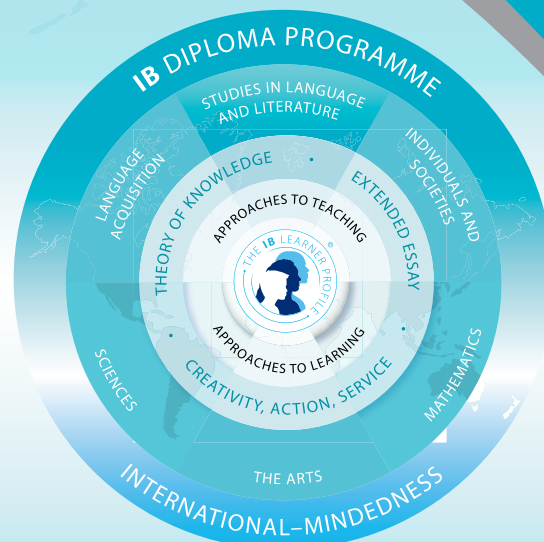 IB DIPLOMA PROGRAMME
STUDIES IN LANGUAGE
AND LITERATURE
LANGUAGE
ACQUISITION
INDIVIDUALS AND
SOCIETIES
THEORY OF KNOWLEDGE
EXTENDED ESSAY
APPROACHES TO TEACHING
• THE IB LEARNER PROFILE • ®
APPROACHES TO LEARNING
CREATIVITY, ACTION, SERVICE
SCIENCES
MATHEMATICS
THE ARTS
INTERNATIONAL–MINDEDNESS